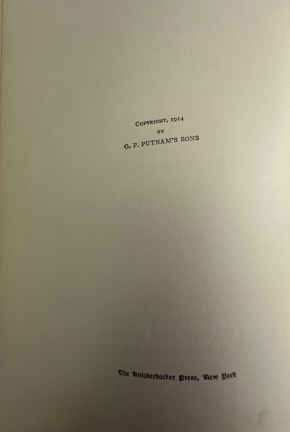 COPYRIGHT, 1914
BY
G. P. PUTNAM'S SONS
The Knickerbocker Press, New York